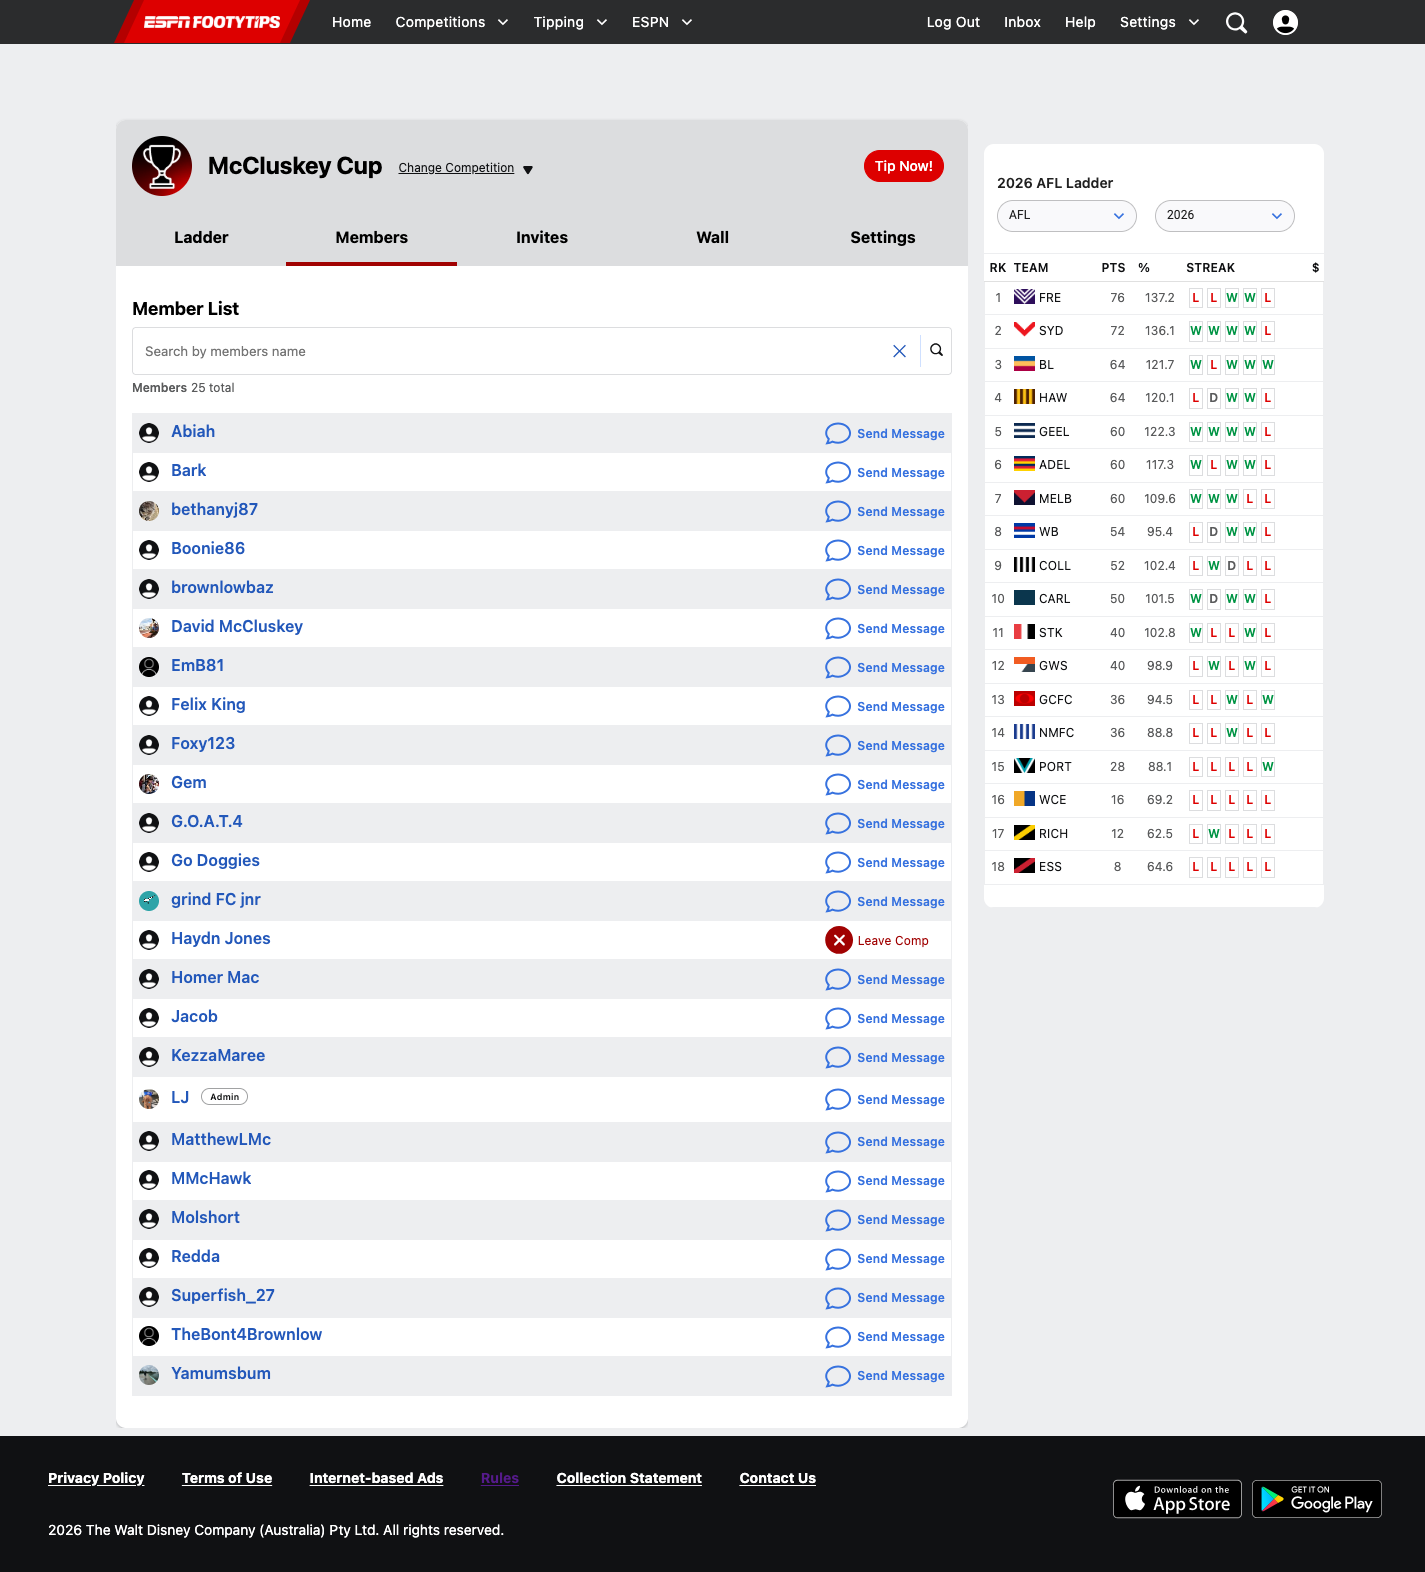 ESPN FOOTYTIPS Home Competitions Tipping ESPN Log Out Inbox Help Settings
McCluskey Cup Change Competition Tip Now!
Ladder Members Invites Wall Settings
Member List
Search by members name
Members 25 total
Abiah Send Message
Bark Send Message
bethanyj87 Send Message
Boonie86 Send Message
brownlowbaz Send Message
David McCluskey Send Message
EmB81 Send Message
Felix King Send Message
Foxy123 Send Message
Gem Send Message
G.O.A.T.4 Send Message
Go Doggies Send Message
grind FC jnr Send Message
Haydn Jones Leave Comp
Homer Mac Send Message
Jacob Send Message
KezzaMaree Send Message
LJ Admin Send Message
MatthewLMc Send Message
MMcHawk Send Message
Molshort Send Message
Redda Send Message
Superfish_27 Send Message
TheBont4Brownlow Send Message
Yamumsbum Send Message
2026 AFL Ladder
AFL 2026
RK TEAM PTS % STREAK $
1 FRE 76 137.2 L L W W L
2 SYD 72 136.1 W W W W L
3 BL 64 121.7 W L W W W
4 HAW 64 120.1 L D W W L
5 GEEL 60 122.3 W W W W L
6 ADEL 60 117.3 W L W W L
7 MELB 60 109.6 W W W L L
8 WB 54 95.4 L D W W L
9 COLL 52 102.4 L W D L L
10 CARL 50 101.5 W D W W L
11 STK 40 102.8 W L L W L
12 GWS 40 98.9 L W L W L
13 GCFC 36 94.5 L L W L W
14 NMFC 36 88.8 L L W L L
15 PORT 28 88.1 L L L L W
16 WCE 16 69.2 L L L L L
17 RICH 12 62.5 L W L L L
18 ESS 8 64.6 L L L L L
Privacy Policy Terms of Use Internet-based Ads Rules Collection Statement Contact Us
2026 The Walt Disney Company (Australia) Pty Ltd. All rights reserved.
Download on the
App Store
GET IT ON
Google Play